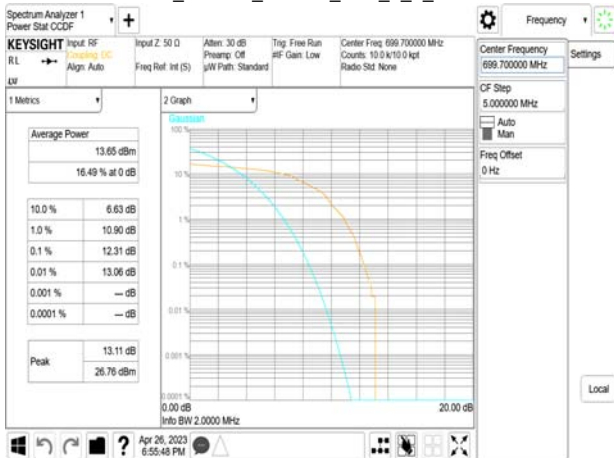 Spectrum Analyzer 1
Power Stat CCDF
Frequency
KEYSIGHT
RL
Input: RF
Coupling: DC
Align: Auto
Input Z: 50 Ω
Freq Ref: Int (S)
Atten: 30 dB
Preamp: Off
µW Path: Standard
Trig: Free Run
#IF Gain: Low
Center Freq: 699.700000 MHz
Counts: 10.0 k/10.0 kpt
Radio Std: None
Center Frequency
699.700000 MHz
Settings
CF Step
5.000000 MHz
Auto
Man
Freq Offset
0 Hz
Local
1 Metrics
Average Power
13.65 dBm
16.49 % at 0 dB
10.0 % 6.63 dB
1.0 % 10.90 dB
0.1 % 12.31 dB
0.01 % 13.06 dB
0.001 % --- dB
0.0001 % --- dB
Peak
13.11 dB
26.76 dBm
2 Graph
Gaussian
100 %
10 %
1 %
0.1 %
0.01 %
0.001 %
0.0001 %
0.00 dB
20.00 dB
Info BW 2.0000 MHz
?
Apr 26, 2023
6:55:48 PM